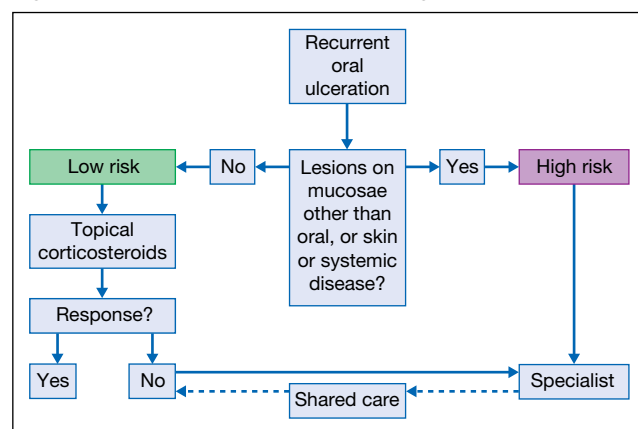 Recurrent
oral
ulceration
Low risk
No
Lesions on
mucosae
other than
oral, or skin
or systemic
disease?
Yes
High risk
Topical
corticosteroids
Response?
Yes
No
Shared care
Specialist